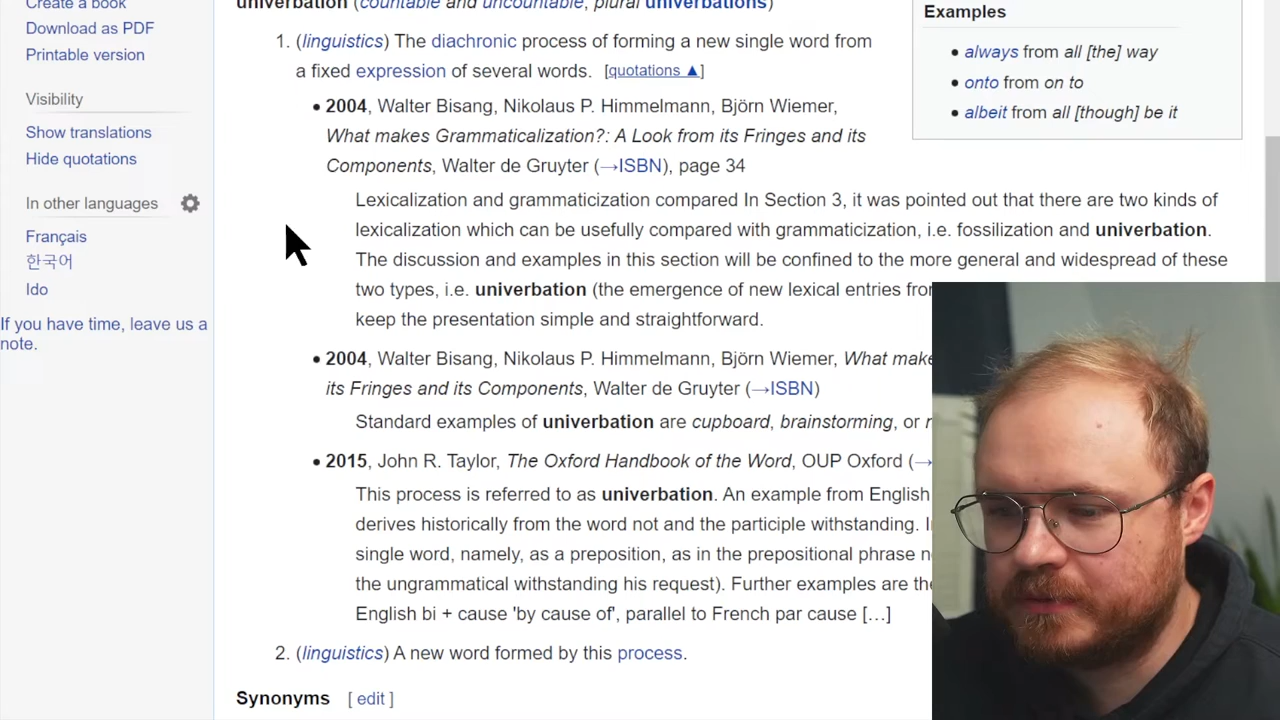 Create a book
Download as PDF
Printable version
Visibility
Show translations
Hide quotations
In other languages
Français
한국어
Ido
If you have time, leave us a
note.
univerbation (countable and uncountable, plural univerbations)
1. (linguistics) The diachronic process of forming a new single word from
a fixed expression of several words. [quotations ▲]
• 2004, Walter Bisang, Nikolaus P. Himmelmann, Björn Wiemer,
What makes Grammaticalization?: A Look from its Fringes and its
Components, Walter de Gruyter (→ISBN), page 34
Lexicalization and grammaticization compared In Section 3, it was pointed out that there are two kinds of
lexicalization which can be usefully compared with grammaticization, i.e. fossilization and univerbation.
The discussion and examples in this section will be confined to the more general and widespread of these
two types, i.e. univerbation (the emergence of new lexical entries
keep the presentation simple and straightforward.
• 2004, Walter Bisang, Nikolaus P. Himmelmann, Björn Wiemer, What
its Fringes and its Components, Walter de Gruyter (→ISBN)
Standard examples of univerbation are cupboard, brainstorming, or
• 2015, John R. Taylor, The Oxford Handbook of the Word, OUP Oxford (→
This process is referred to as univerbation. An example from English
derives historically from the word not and the participle withstanding.
single word, namely, as a preposition, as in the prepositional phrase
the ungrammatical withstanding his request). Further examples are the
English bi + cause 'by cause of', parallel to French par cause […]
2. (linguistics) A new word formed by this process.
Synonyms [ edit ]
Examples
• always from all [the] way
• onto from on to
• albeit from all [though] be it